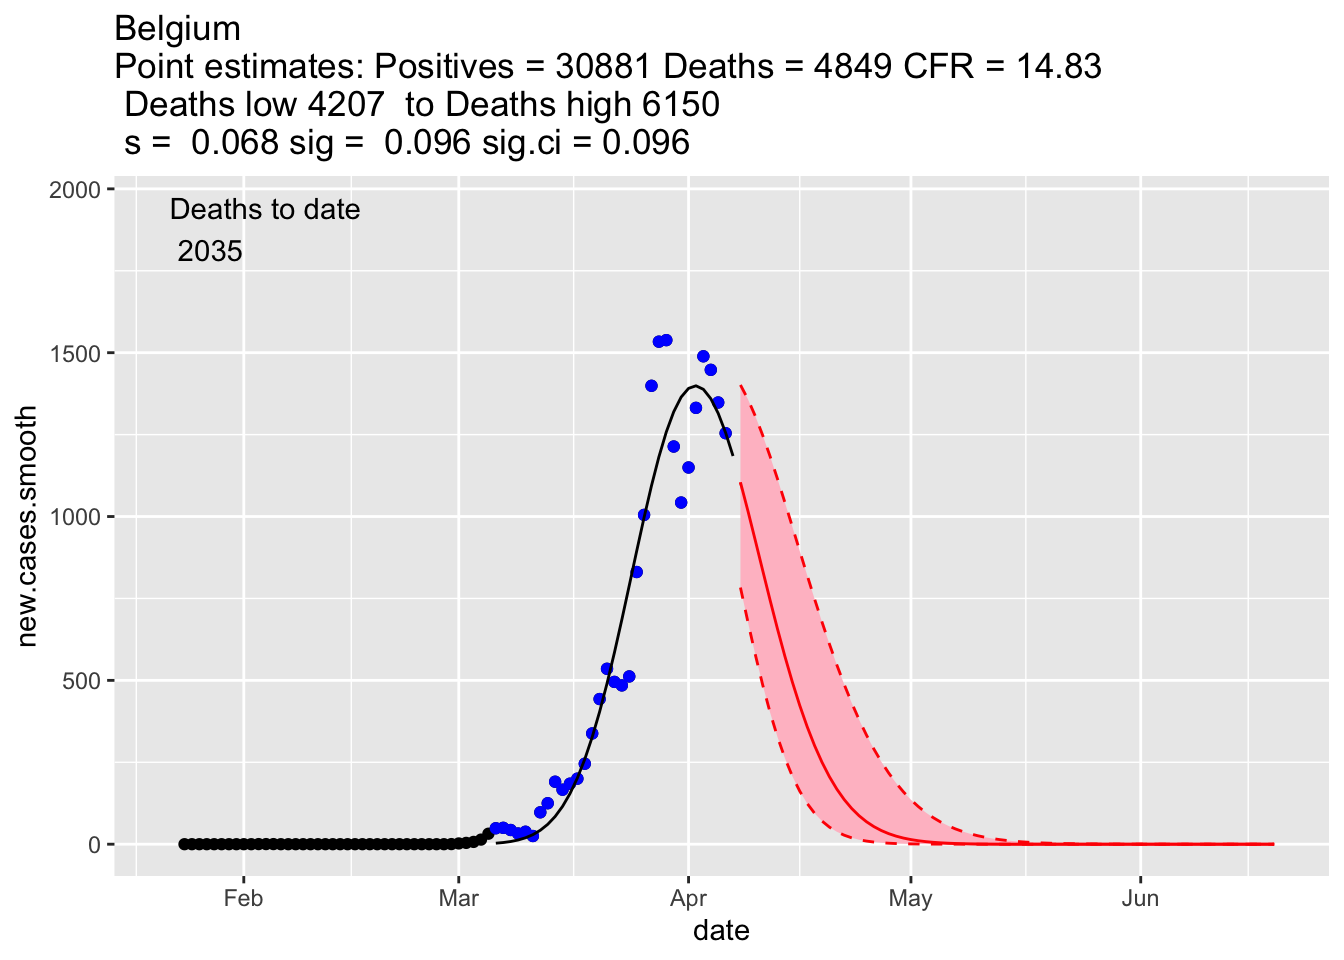 Belgium
Point estimates: Positives = 30881 Deaths = 4849 CFR = 14.83
Deaths low 4207  to Deaths high 6150
s =  0.068 sig =  0.096 sig.ci = 0.096
2000
Deaths to date
2035
1500
1000
500
0
new.cases.smooth
Feb Mar Apr May Jun
date